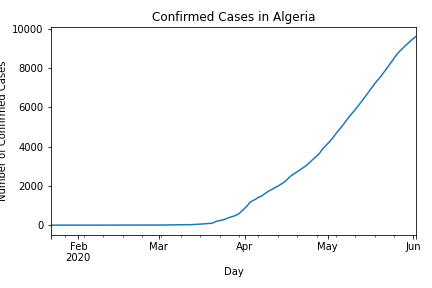 Confirmed Cases in Algeria
Number of Confirmed Cases
10000
8000
6000
4000
2000
0
Feb
2020
Mar
Apr
May
Jun
Day